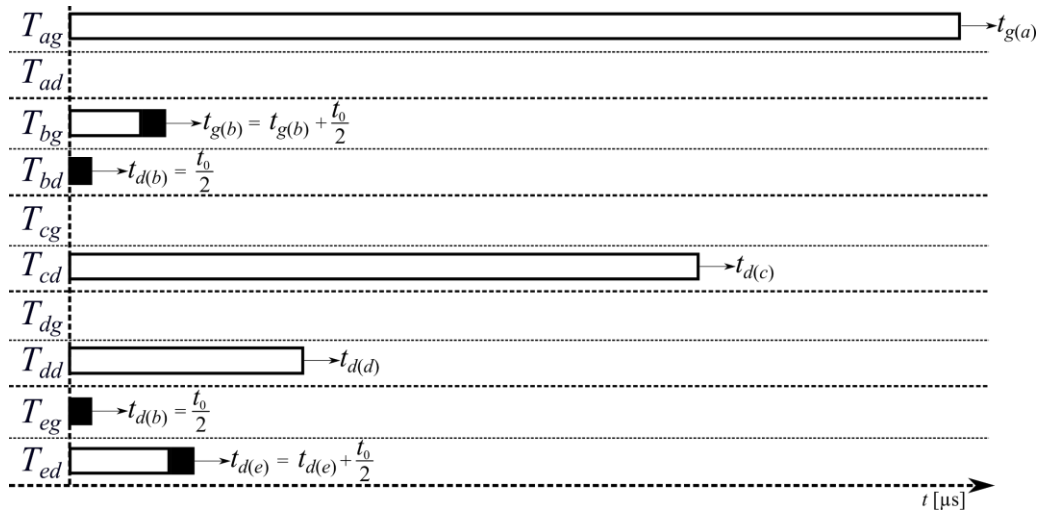 T_ag t_g(a)
T_ad
T_bg t_g(b) = t_g(b) + t_0/2
T_bd t_d(b) = t_0/2
T_cg
T_cd t_d(c)
T_dg
T_dd t_d(d)
T_eg t_d(b) = t_0/2
T_ed t_d(e) = t_d(e) + t_0/2
t [µs]